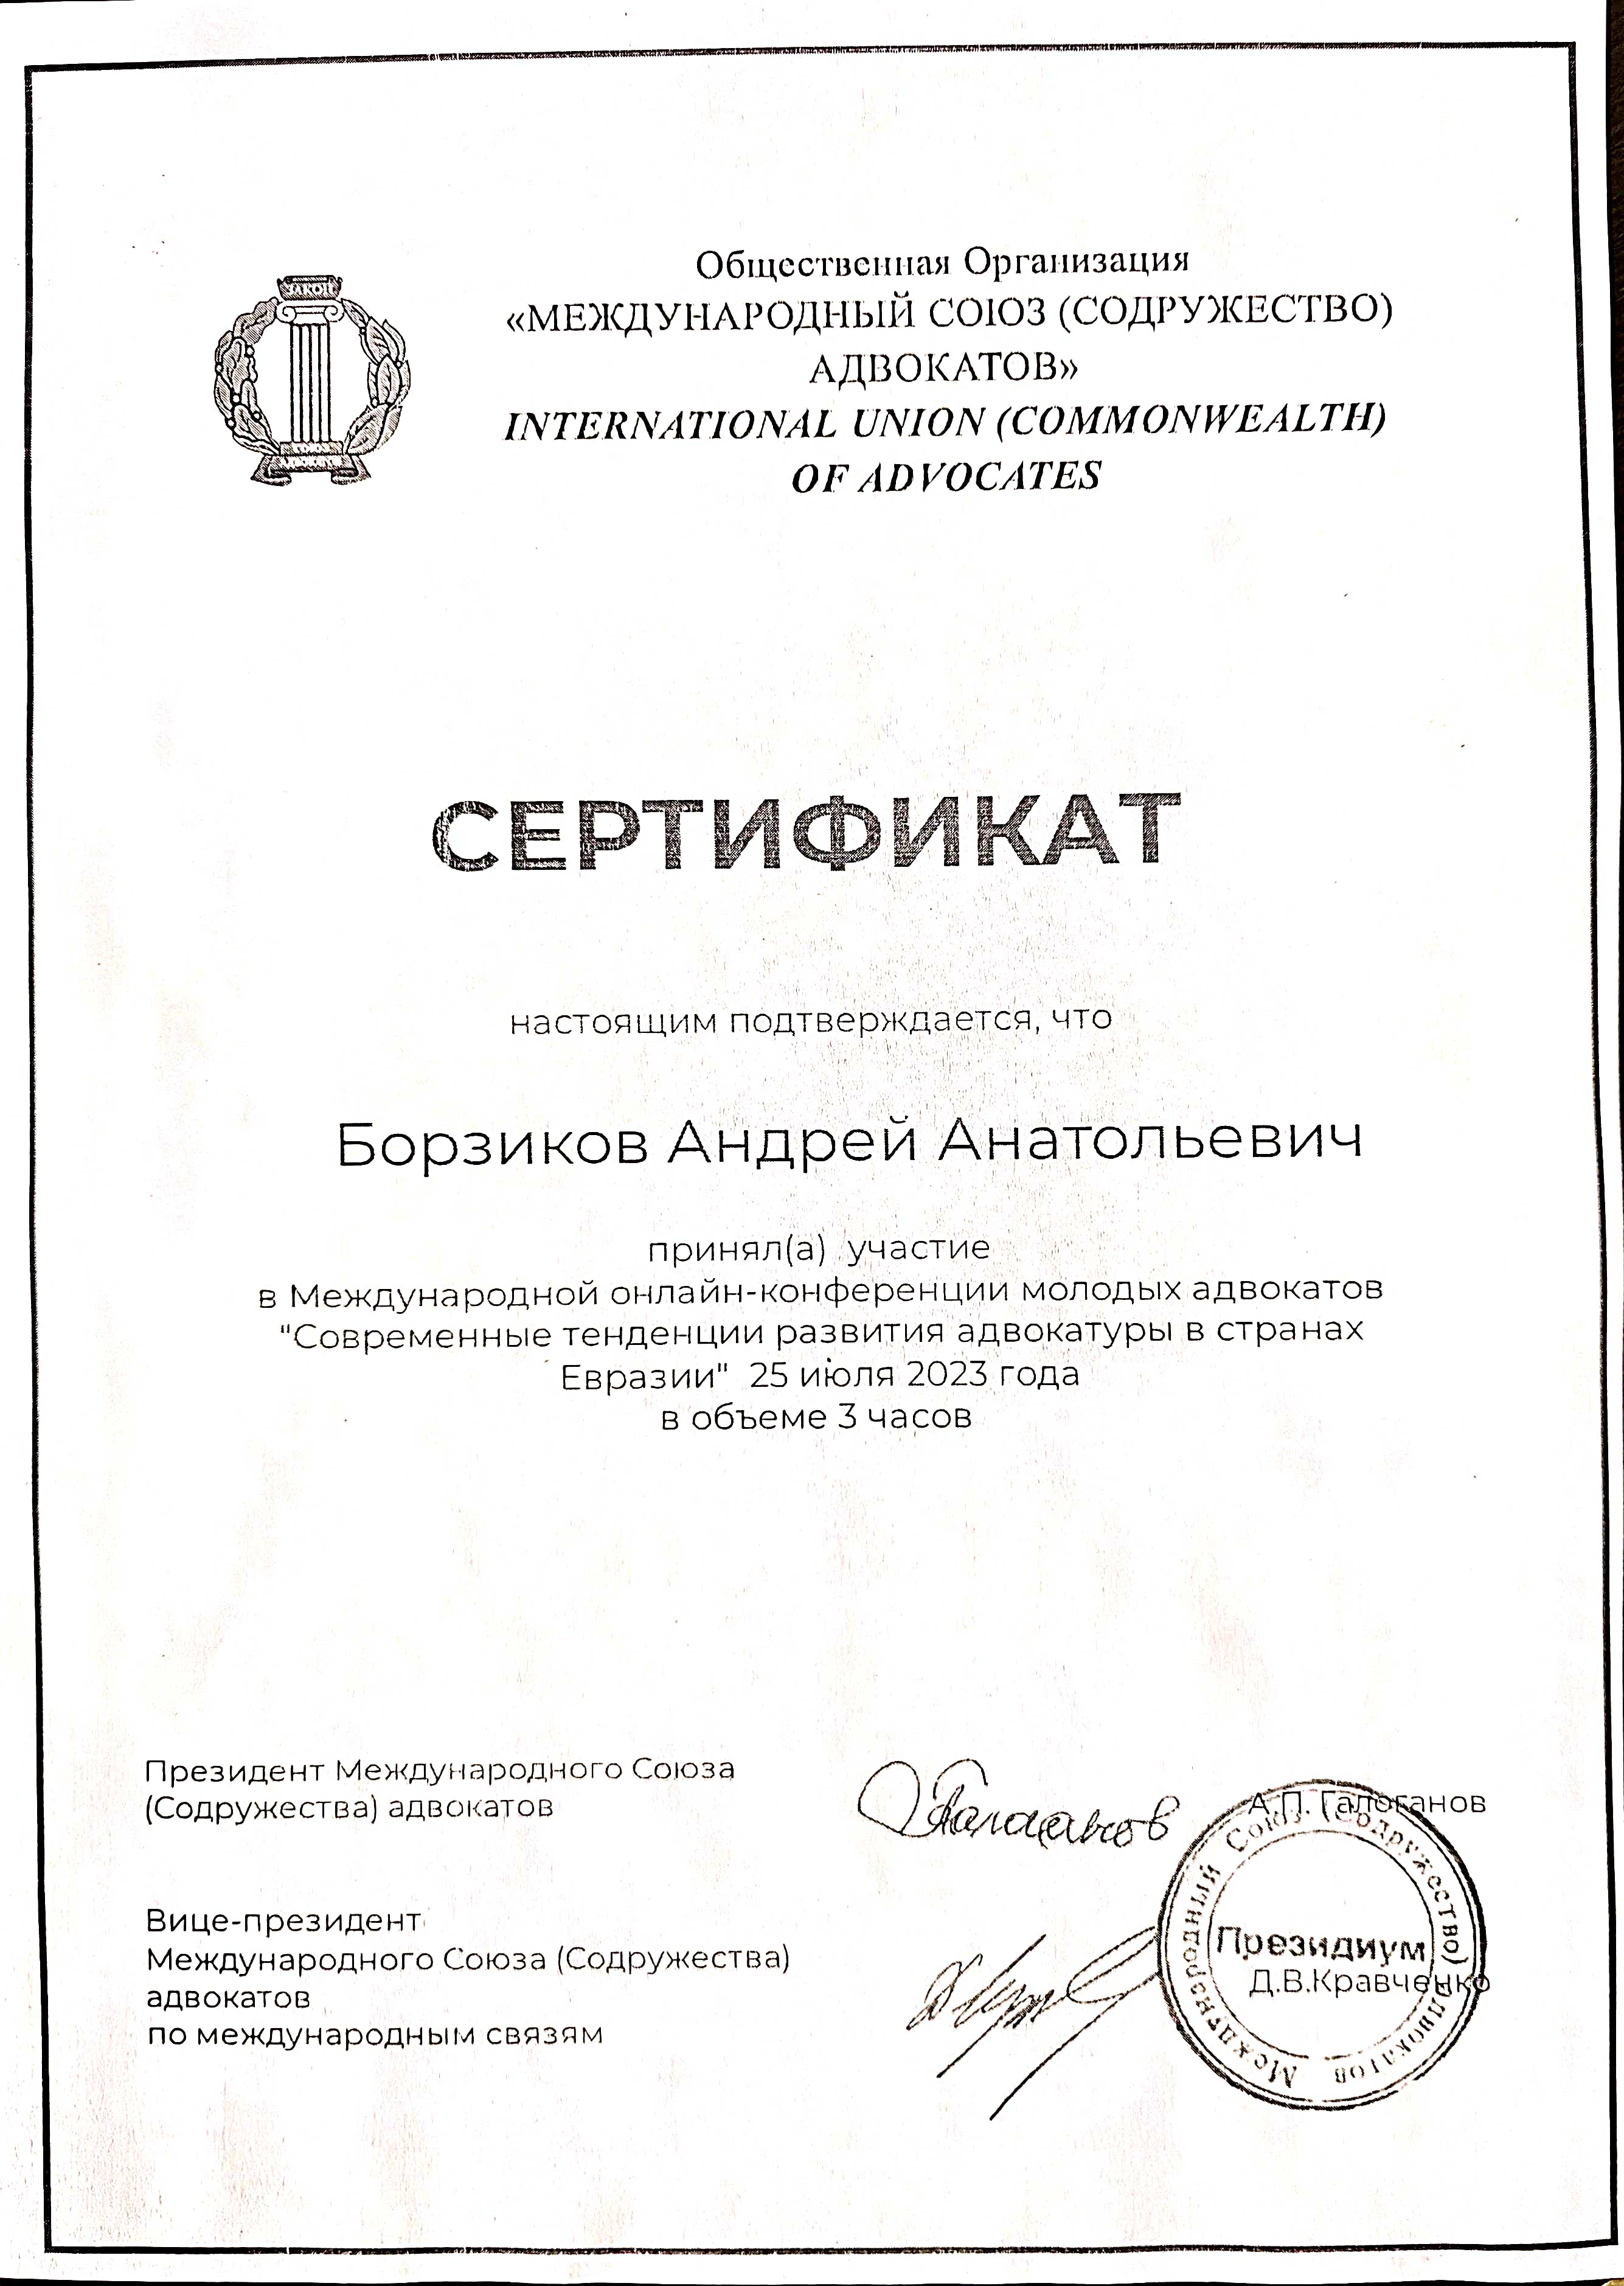 ЗАКОН
Общественная Организация
«МЕЖДУНАРОДНЫЙ СОЮЗ (СОДРУЖЕСТВО)
АДВОКАТОВ»
INTERNATIONAL UNION (COMMONWEALTH)
OF ADVOCATES
СЕРТИФИКАТ
настоящим подтверждается, что
Борзиков Андрей Анатольевич
принял(а) участие
в Международной онлайн-конференции молодых адвокатов
"Современные тенденции развития адвокатуры в странах
Евразии" 25 июля 2023 года
в объеме 3 часов
Президент Международного Союза
(Содружества) адвокатов
А.П. Галоганов
Вице-президент
Международного Союза (Содружества)
адвокатов
по международным связям
Д.В.Кравченко
Международный Союз (Содружество) адвокатов
Президиум